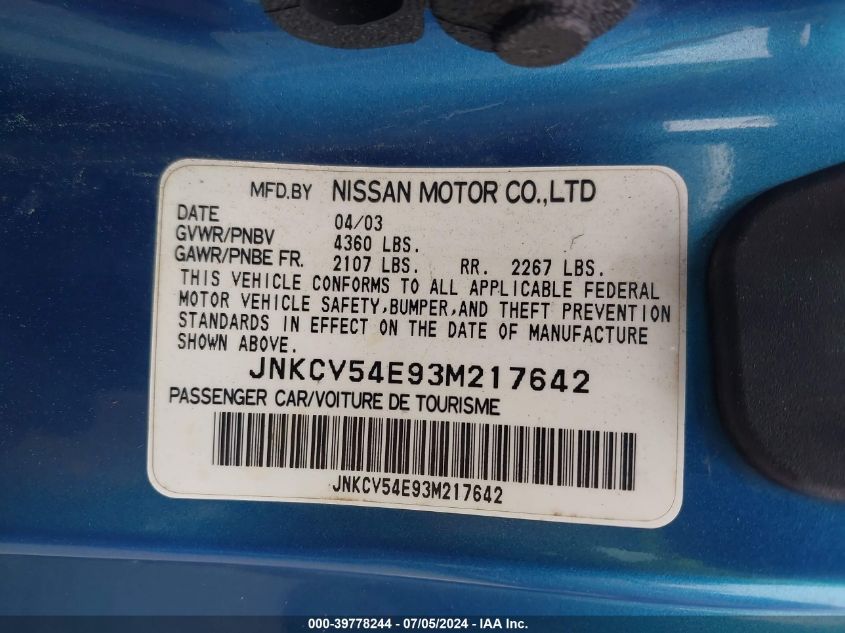 MFD.BY NISSAN MOTOR CO.,LTD
DATE 04/03
GVWR/PNBV 4360 LBS.
GAWR/PNBE FR. 2107 LBS. RR. 2267 LBS.
THIS VEHICLE CONFORMS TO ALL APPLICABLE FEDERAL
MOTOR VEHICLE SAFETY,BUMPER,AND THEFT PREVENTION
STANDARDS IN EFFECT ON THE DATE OF MANUFACTURE
SHOWN ABOVE.
JNKCV54E93M217642
PASSENGER CAR/VOITURE DE TOURISME
JNKCV54E93M217642
000-39778244 - 07/05/2024 - IAA Inc.